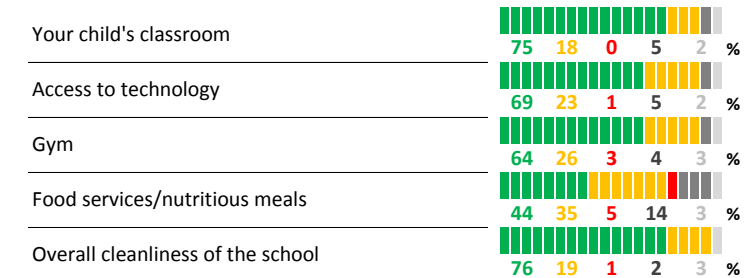 Your child's classroom
75 18 0 5 2 %
Access to technology
69 23 1 5 2 %
Gym
64 26 3 4 3 %
Food services/nutritious meals
44 35 5 14 3 %
Overall cleanliness of the school
76 19 1 2 3 %